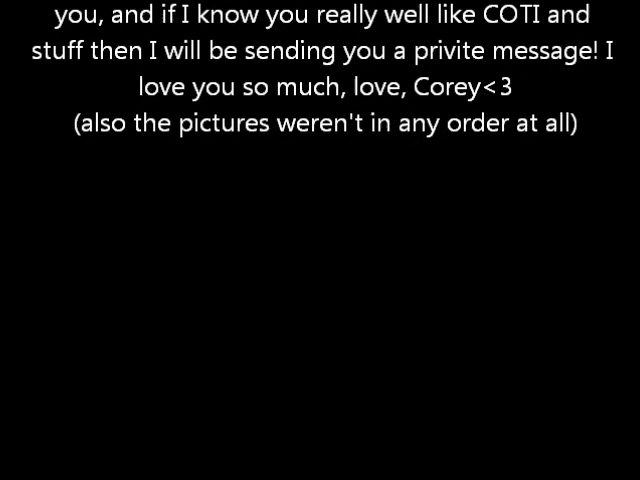 you, and if I know you really well like COTI and
stuff then I will be sending you a privite message! I
love you so much, love, Corey<3
(also the pictures weren't in any order at all)